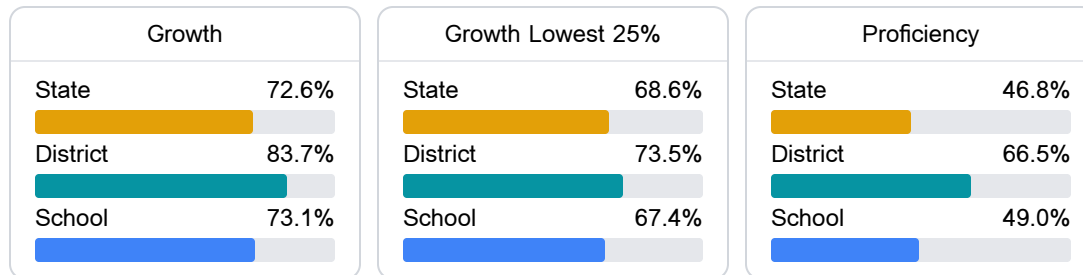 Growth
State 72.6%
District 83.7%
School 73.1%
Growth Lowest 25%
State 68.6%
District 73.5%
School 67.4%
Proficiency
State 46.8%
District 66.5%
School 49.0%